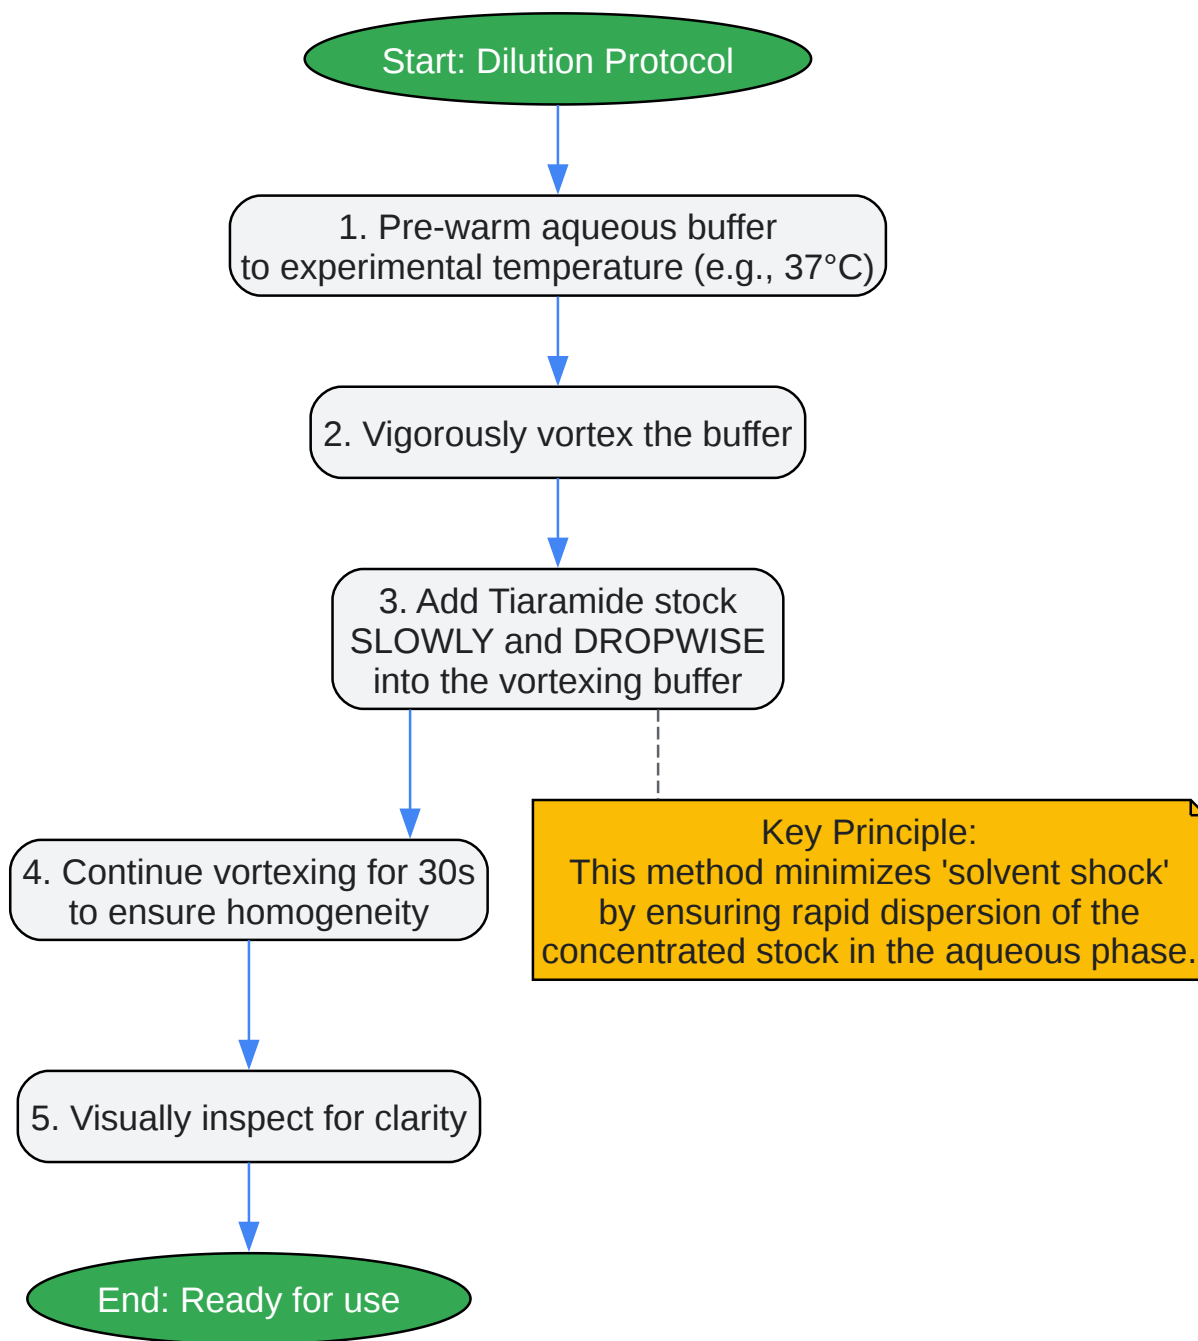 Start: Dilution Protocol
1. Pre-warm aqueous buffer
to experimental temperature (e.g., 37°C)
2. Vigorously vortex the buffer
3. Add Tiaramide stock
SLOWLY and DROPWISE
into the vortexing buffer
4. Continue vortexing for 30s
to ensure homogeneity
Key Principle:
This method minimizes 'solvent shock'
by ensuring rapid dispersion of the
concentrated stock in the aqueous phase.
5. Visually inspect for clarity
End: Ready for use